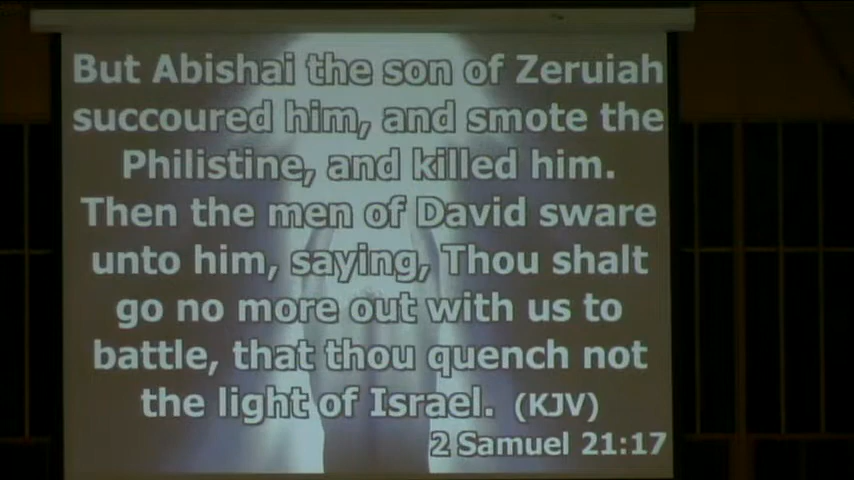 But Abishai the son of Zeruiah
succoured him, and smote the
Philistine, and killed him.
Then the men of David sware
unto him, saying, Thou shalt
go no more out with us to
battle, that thou quench not
the light of Israel. (KJV)
2 Samuel 21:17